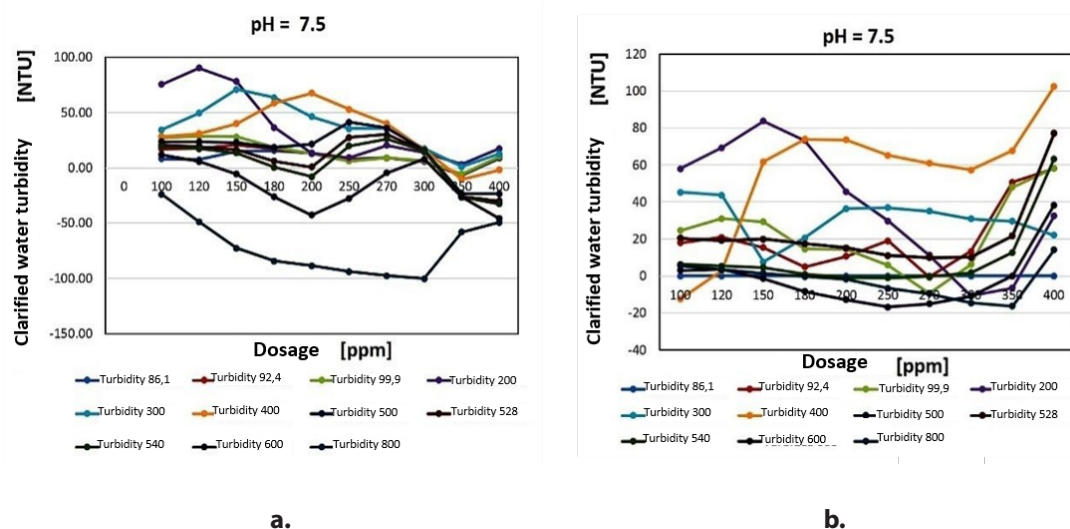 pH = 7.5
Clarified water turbidity [NTU]
100.00
50.00
0.00
-50.00
-100.00
-150.00
0 100 120 150 180 200 250 270 300 350 400
Dosage [ppm]
Turbidity 86,1 Turbidity 92,4 Turbidity 99,9 Turbidity 200
Turbidity 300 Turbidity 400 Turbidity 500 Turbidity 528
Turbidity 540 Turbidity 600 Turbidity 800
a.
pH = 7.5
Clarified water turbidity [NTU]
120
100
80
60
40
20
0
-20
-40
100 120 150 180 200 250 270 300 350 400
Dosage [ppm]
Turbidity 86,1 Turbidity 92,4 Turbidity 99,9 Turbidity 200
Turbidity 300 Turbidity 400 Turbidity 500 Turbidity 528
Turbidity 540 Turbidity 600 Turbidity 800
b.